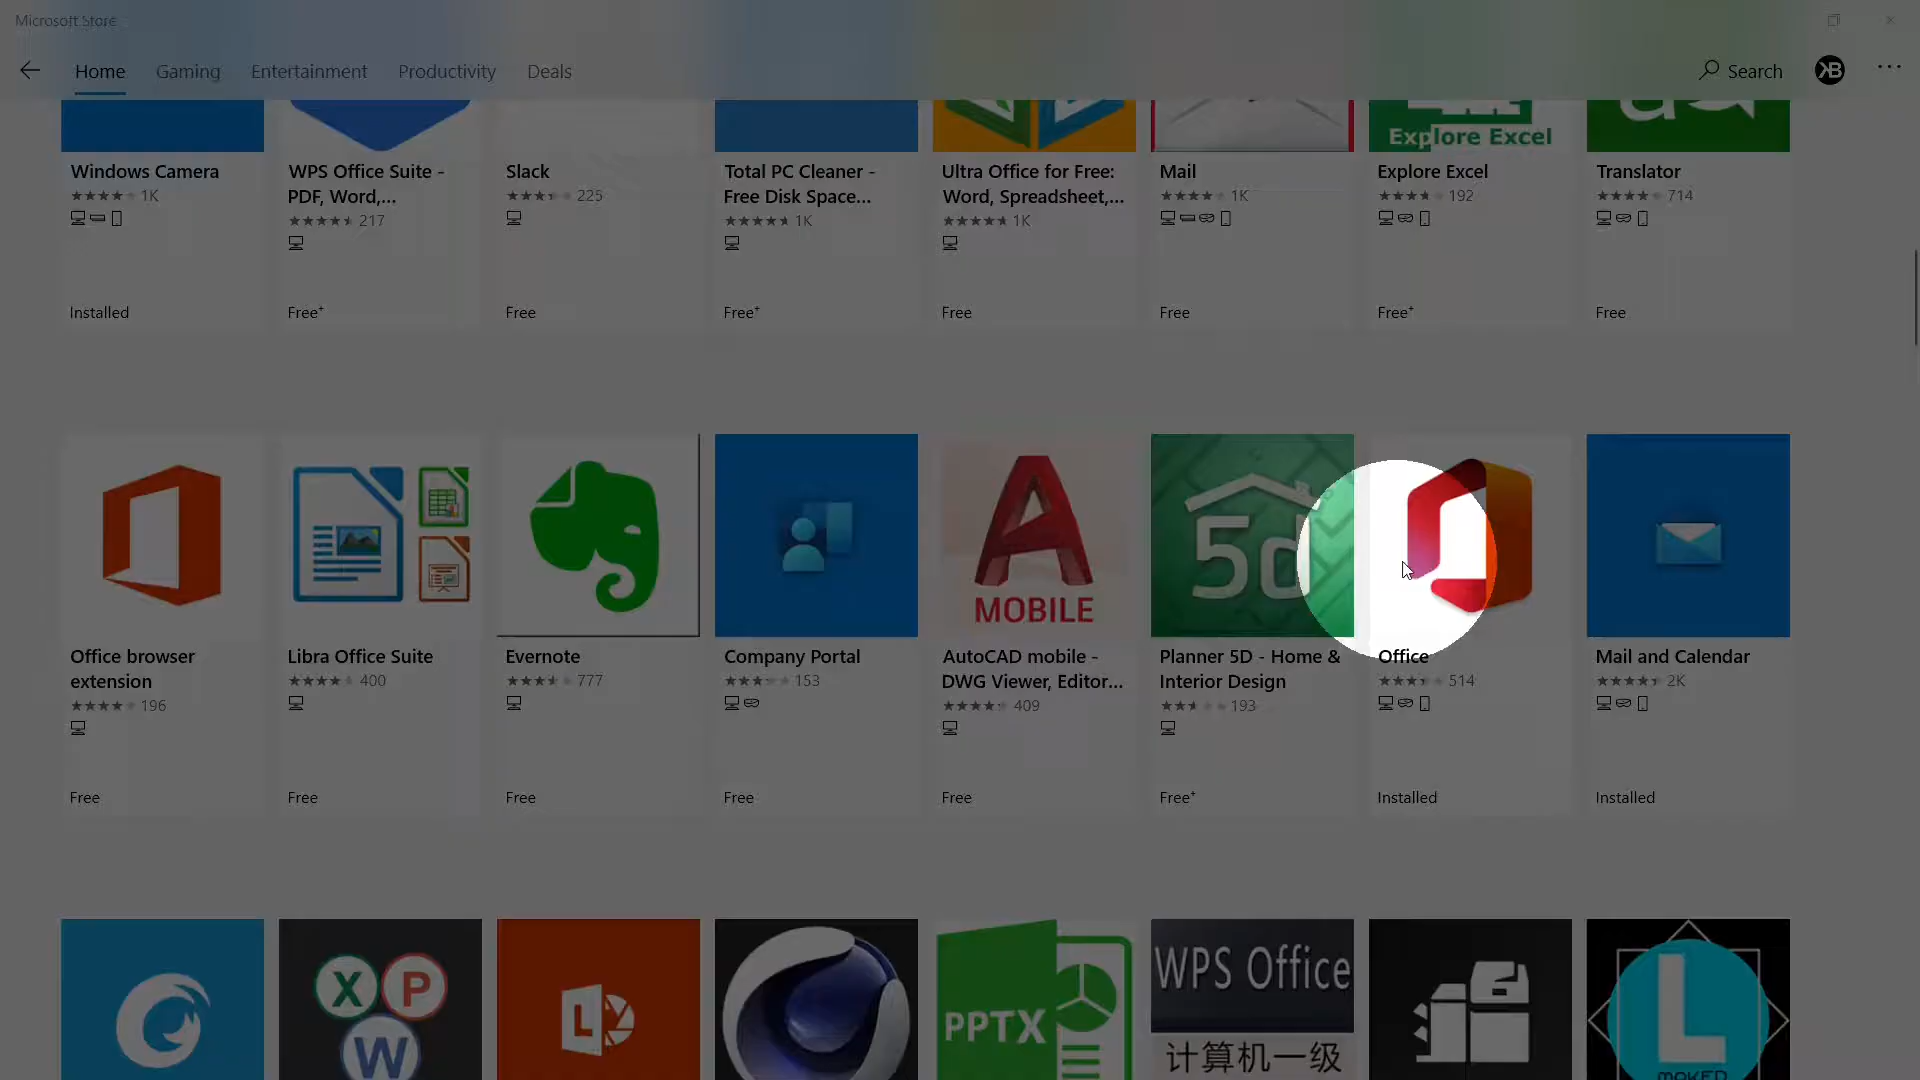 Microsoft Store
Home Gaming Entertainment Productivity Deals Search KB
Explore Excel
Windows Camera
1K
Installed
WPS Office Suite -
PDF, Word,...
217
Free+
Slack
225
Free
Total PC Cleaner -
Free Disk Space...
1K
Free+
Ultra Office for Free:
Word, Spreadsheet,...
1K
Free
Mail
1K
Free
Explore Excel
192
Free+
Translator
714
Free
Office browser
extension
196
Free
Libra Office Suite
400
Free
Evernote
777
Free
Company Portal
153
Free
A
MOBILE
AutoCAD mobile -
DWG Viewer, Editor...
409
Free
5d
Planner 5D - Home &
Interior Design
193
Free+
Office
514
Installed
Mail and Calendar
2K
Installed
X P
W
L
PPTX
WPS Office
计算机一级
L
MOKED